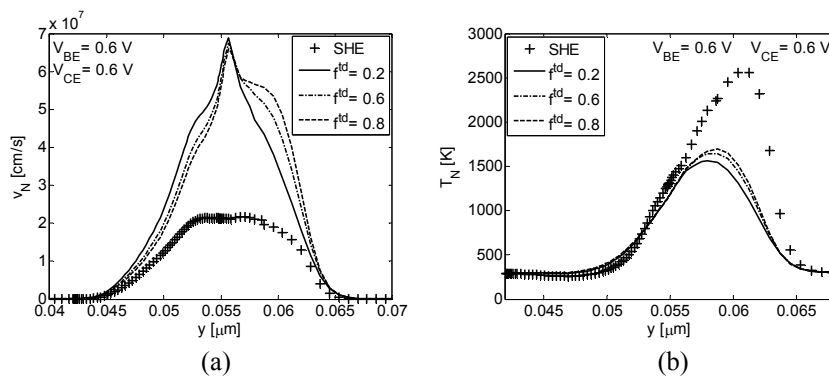 x 10⁷
7
6
5
4
3
2
1
0
0.04 0.045 0.05 0.055 0.06 0.065 0.07
v_N [cm/s]
y [μm]
V_BE= 0.6 V
V_CE= 0.6 V
SHE
f^td= 0.2
f^td= 0.6
f^td= 0.8
(a)
3000
2500
2000
1500
1000
500
0
0.045 0.05 0.055 0.06 0.065
T_N [K]
y [μm]
SHE
f^td= 0.2
f^td= 0.6
f^td= 0.8
V_BE= 0.6 V V_CE= 0.6 V
(b)